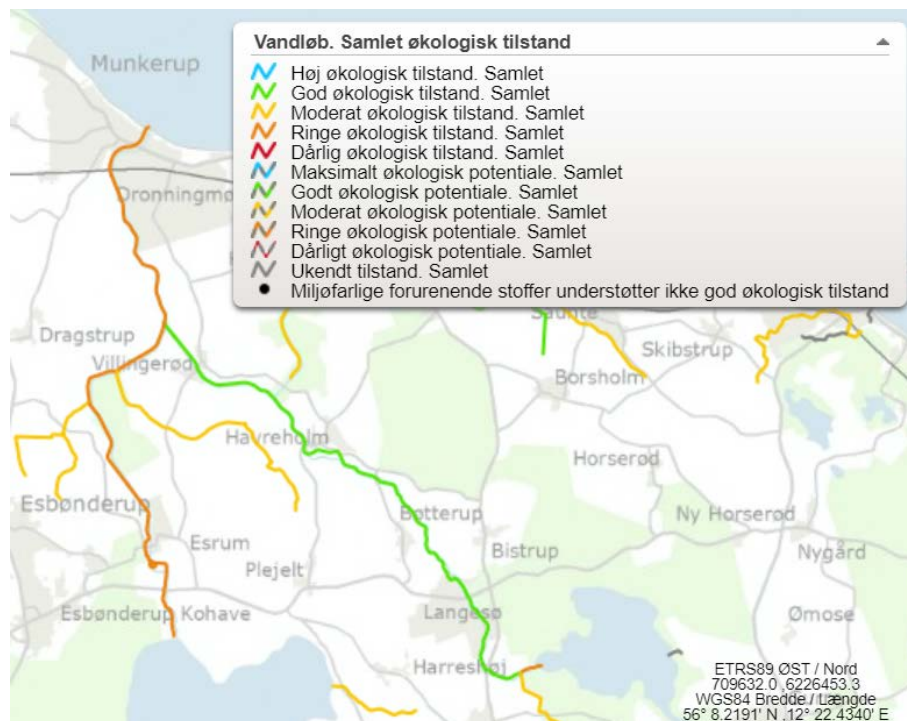 Vandløb. Samlet økologisk tilstand
Høj økologisk tilstand. Samlet
God økologisk tilstand. Samlet
Moderat økologisk tilstand. Samlet
Ringe økologisk tilstand. Samlet
Dårlig økologisk tilstand. Samlet
Maksimalt økologisk potentiale. Samlet
Godt økologisk potentiale. Samlet
Moderat økologisk potentiale. Samlet
Ringe økologisk potentiale. Samlet
Dårligt økologisk potentiale. Samlet
Ukendt tilstand. Samlet
Miljøfarlige forurenende stoffer understøtter ikke god økologisk tilstand
Munkerup
Dronningmø
Saunte
Dragstrup
Skibstrup
Villingerød
Borsholm
Havreholm
Horserød
Esbønderup
Botterup
Ny Horserød
Esrum
Bistrup
Nygård
Plejelt
Esbønderup Kohave
Langesø
Ømose
Harreshøj
ETRS89 ØST / Nord
709632.0 ,6226453.3
WGS84 Bredde / Længde
56° 8.2191' N ,12° 22.4340' E